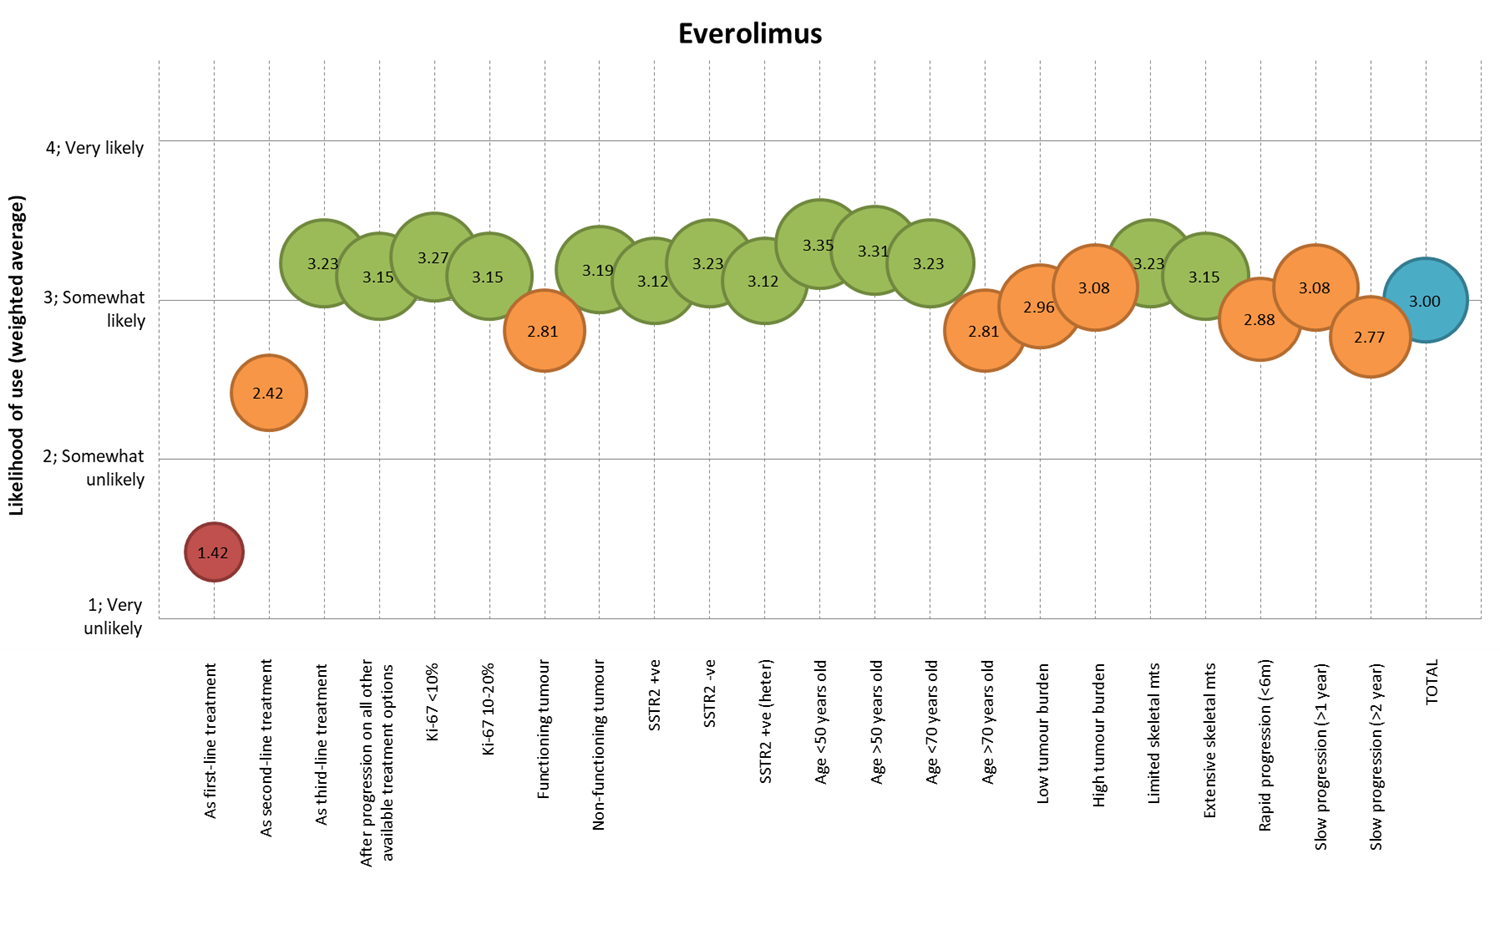 Everolimus
Likelihood of use (weighted average)
4; Very likely
3; Somewhat
likely
2; Somewhat
unlikely
1; Very
unlikely
1.42
2.42
3.23
3.15
3.27
3.15
2.81
3.19
3.12
3.23
3.12
3.35
3.31
3.23
2.81
2.96
3.08
3.23
3.15
2.88
3.08
2.77
3.00
As first-line treatment
As second-line treatment
As third-line treatment
After progression on all other
available treatment options
Ki-67 <10%
Ki-67 10-20%
Functioning tumour
Non-functioning tumour
SSTR2 +ve
SSTR2 -ve
SSTR2 +ve (heter)
Age <50 years old
Age >50 years old
Age <70 years old
Age >70 years old
Low tumour burden
High tumour burden
Limited skeletal mts
Extensive skeletal mts
Rapid progression (<6m)
Slow progression (>1 year)
Slow progression (>2 year)
TOTAL